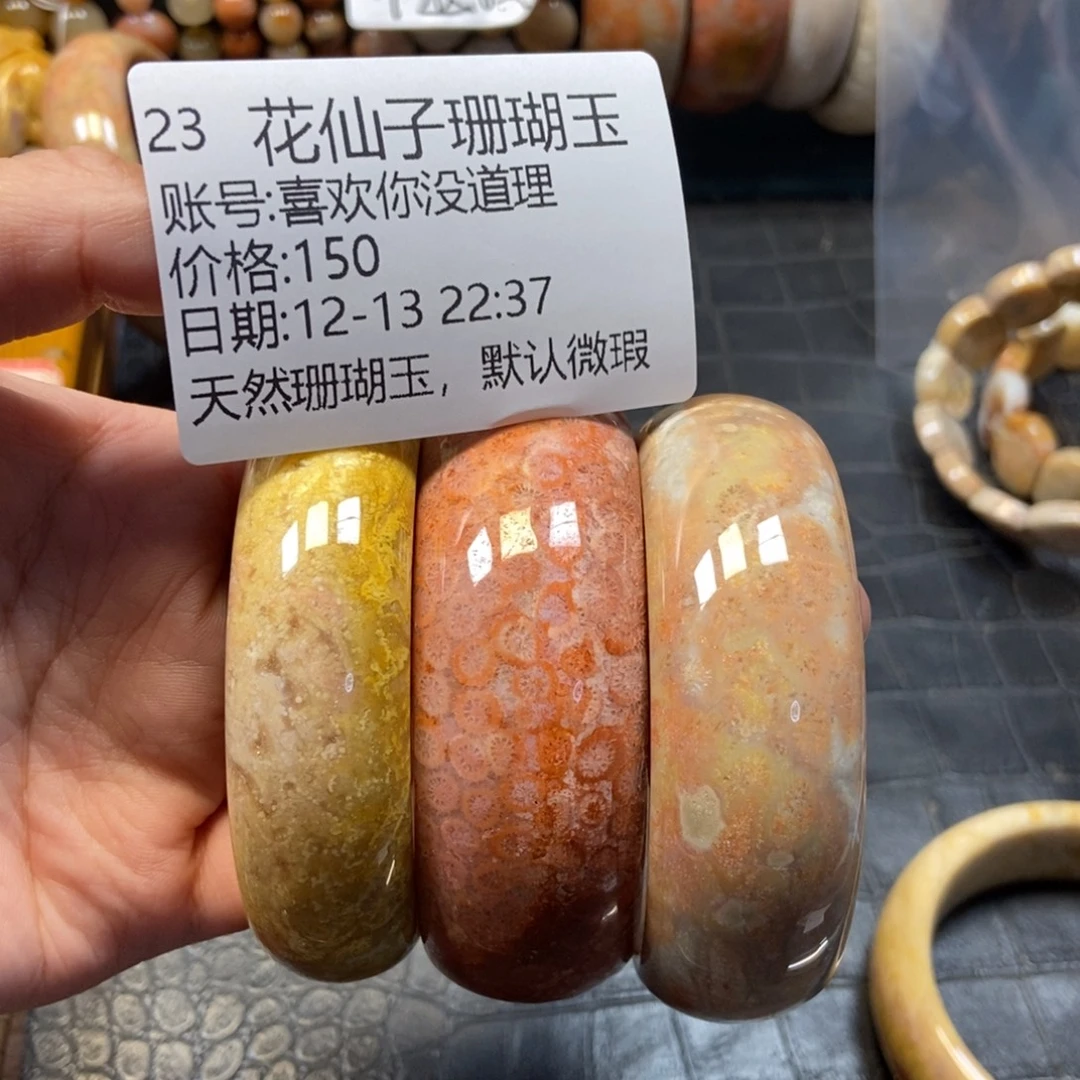 23 花仙子珊瑚玉
账号:喜欢你没道理
价格:150
日期:12-13 22:37
天然珊瑚玉，默认微瑕